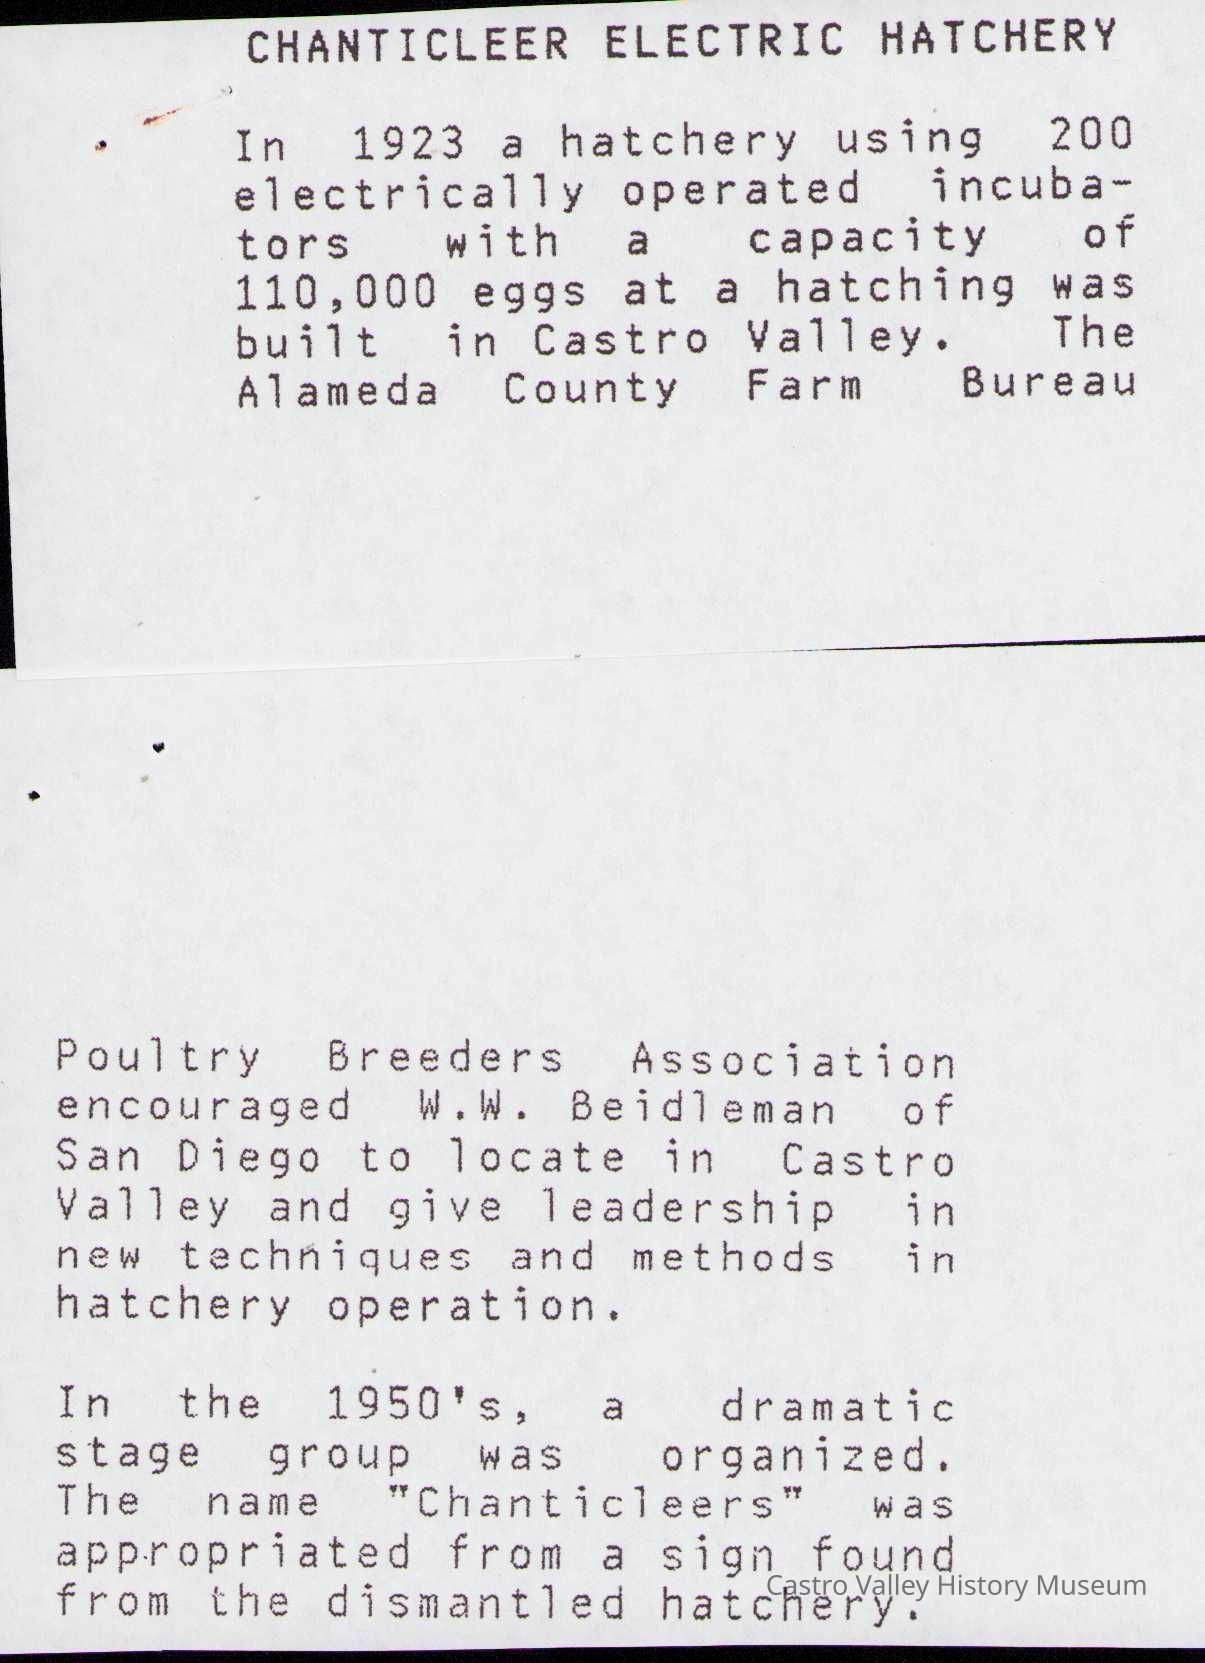 CHANTICLEER ELECTRIC HATCHERY
In 1923 a hatchery using 200
electrically operated incuba-
tors with a capacity of
110,000 eggs at a hatching was
built in Castro Valley. The
Alameda County Farm Bureau
Poultry Breeders Association
encouraged W.W. Beidleman of
San Diego to locate in Castro
Valley and give leadership in
new techniques and methods in
hatchery operation.
In the 1950's, a dramatic
stage group was organized.
The name "Chanticleers" was
appropriated from a sign found
from the dismantled hatchery.
Castro Valley History Museum